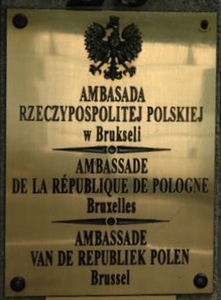 AMBASADA
RZECZYPOSPOLITEJ POLSKIEJ
w Brukseli
AMBASSADE
DE LA RÉPUBLIQUE DE POLOGNE
Bruxelles
AMBASSADE
VAN DE REPUBLIEK POLEN
Brussel